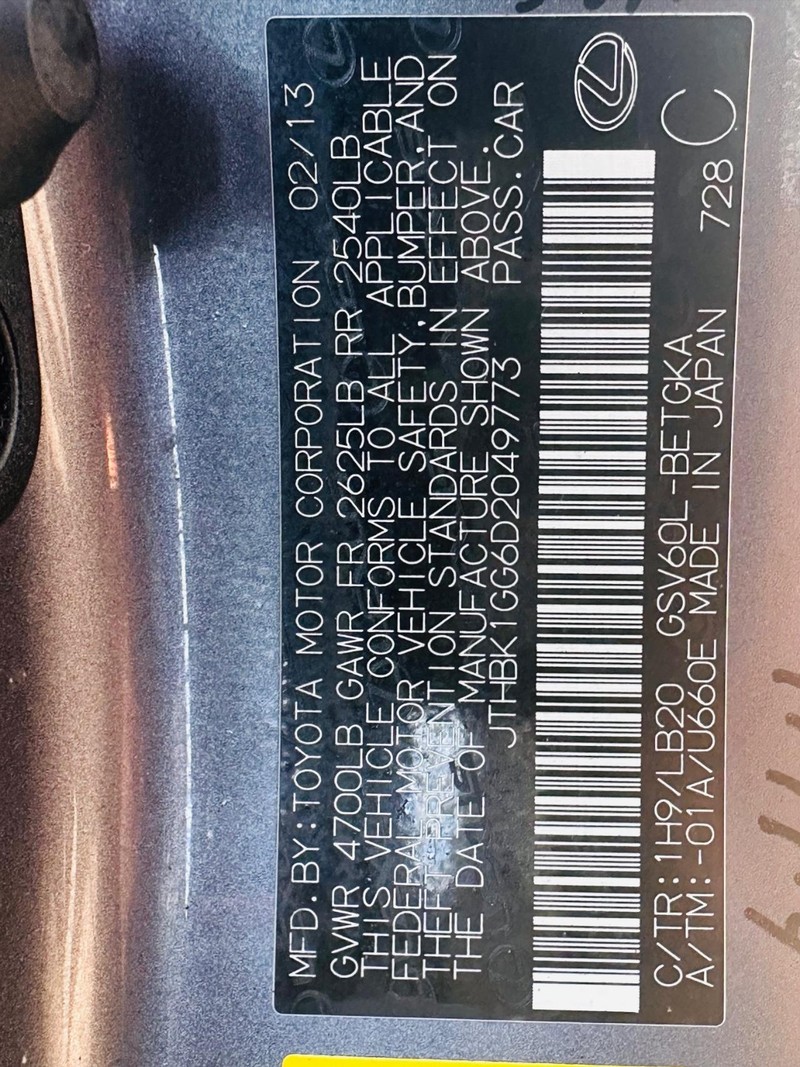 MFD.BY:TOYOTA MOTOR CORPORATION 02/13
GVWR 4700LB GAWR FR 2625LB RR 2540LB
THIS VEHICLE CONFORMS TO ALL APPLICABLE
FEDERAL MOTOR VEHICLE SAFETY,BUMPER,AND
THEFT PREVENTION STANDARDS IN EFFECT ON
THE DATE OF MANUFACTURE SHOWN ABOVE.
JTHBK1GG6D2049773 PASS.CAR
C/TR:1H9/LB20 GSV60L-BETGKA 728
A/TM:-01A/U660E MADE IN JAPAN
C